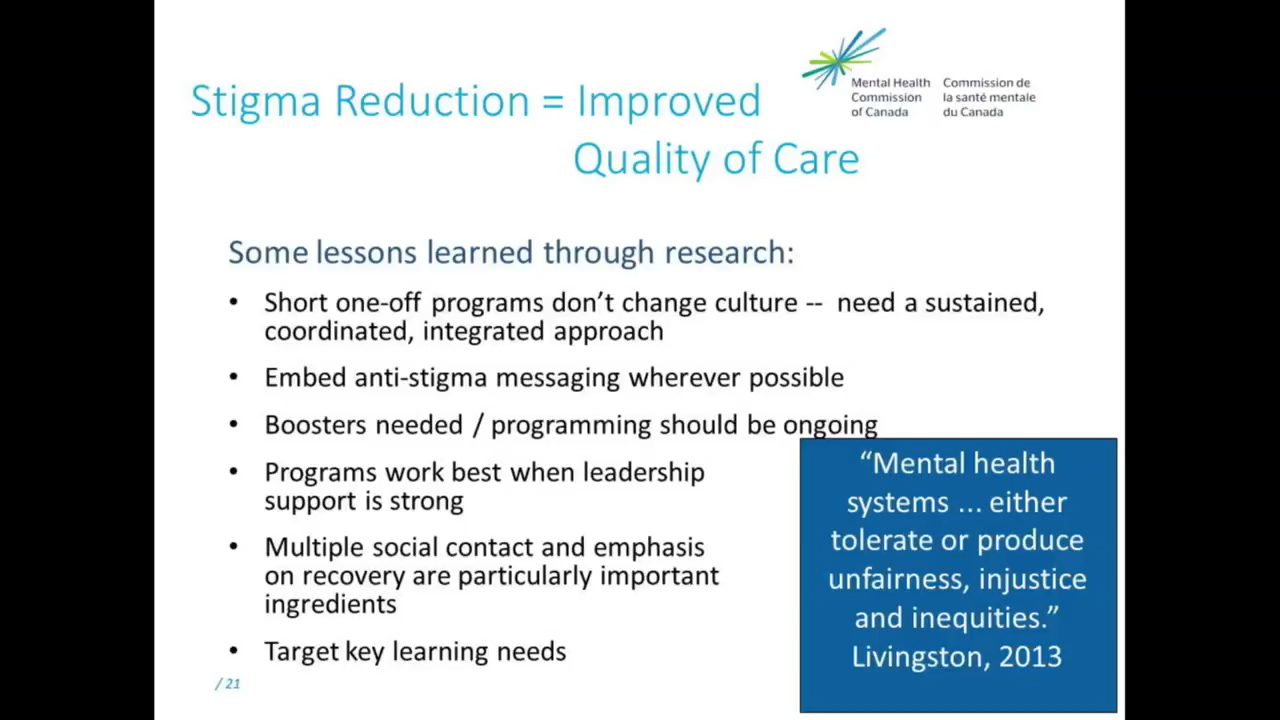 Stigma Reduction = Improved
Quality of Care
Mental Health
Commission
of Canada
Commission de
la santé mentale
du Canada
Some lessons learned through research:
• Short one-off programs don’t change culture -- need a sustained,
coordinated, integrated approach
• Embed anti-stigma messaging wherever possible
• Boosters needed / programming should be ongoing
• Programs work best when leadership
support is strong
• Multiple social contact and emphasis
on recovery are particularly important
ingredients
• Target key learning needs
“Mental health
systems ... either
tolerate or produce
unfairness, injustice
and inequities.”
Livingston, 2013
/ 21